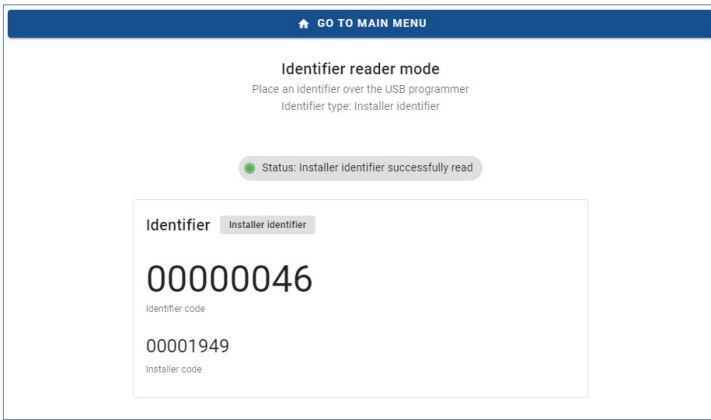 GO TO MAIN MENU
Identifier reader mode
Place an identifier over the USB programmer
Identifier type: Installer identifier
Status: Installer identifier successfully read
Identifier Installer identifier
00000046
Identifier code
00001949
Installer code